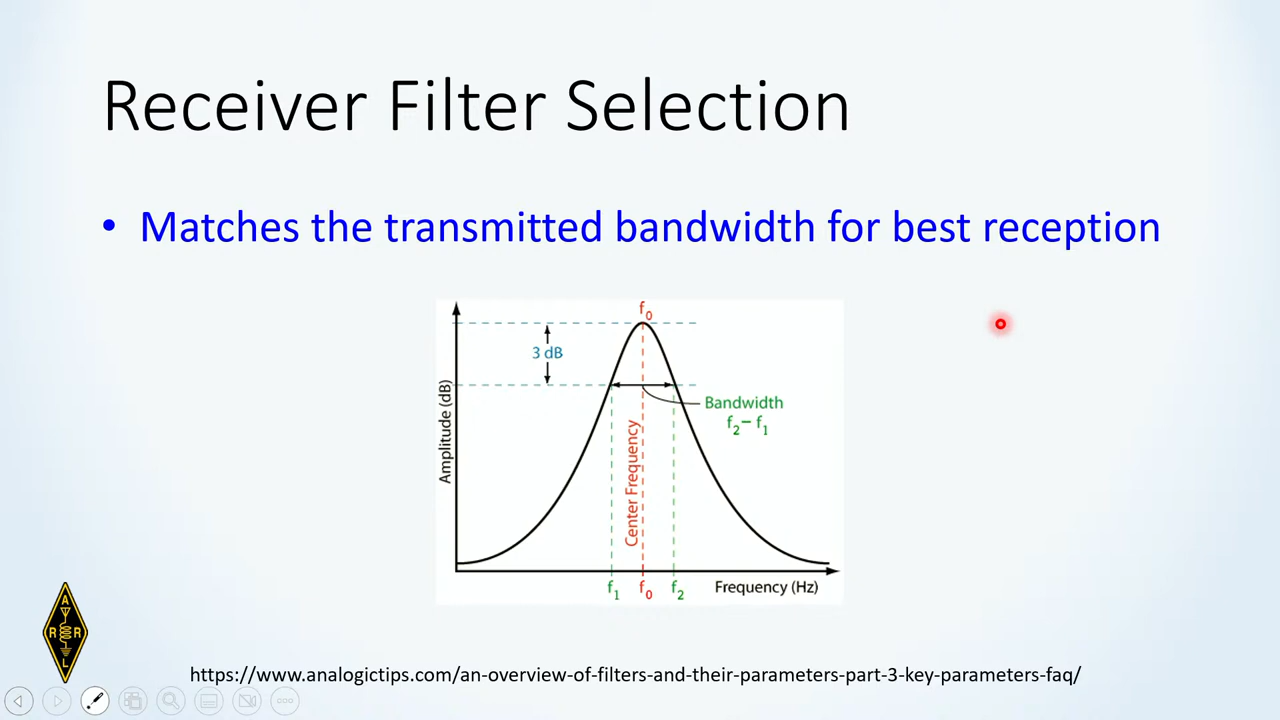 Receiver Filter Selection
• Matches the transmitted bandwidth for best reception
f0
3 dB
Amplitude (dB)
Bandwidth
f2 – f1
Center Frequency
f1 f0 f2 Frequency (Hz)
A
R R
L
https://www.analogictips.com/an-overview-of-filters-and-their-parameters-part-3-key-parameters-faq/